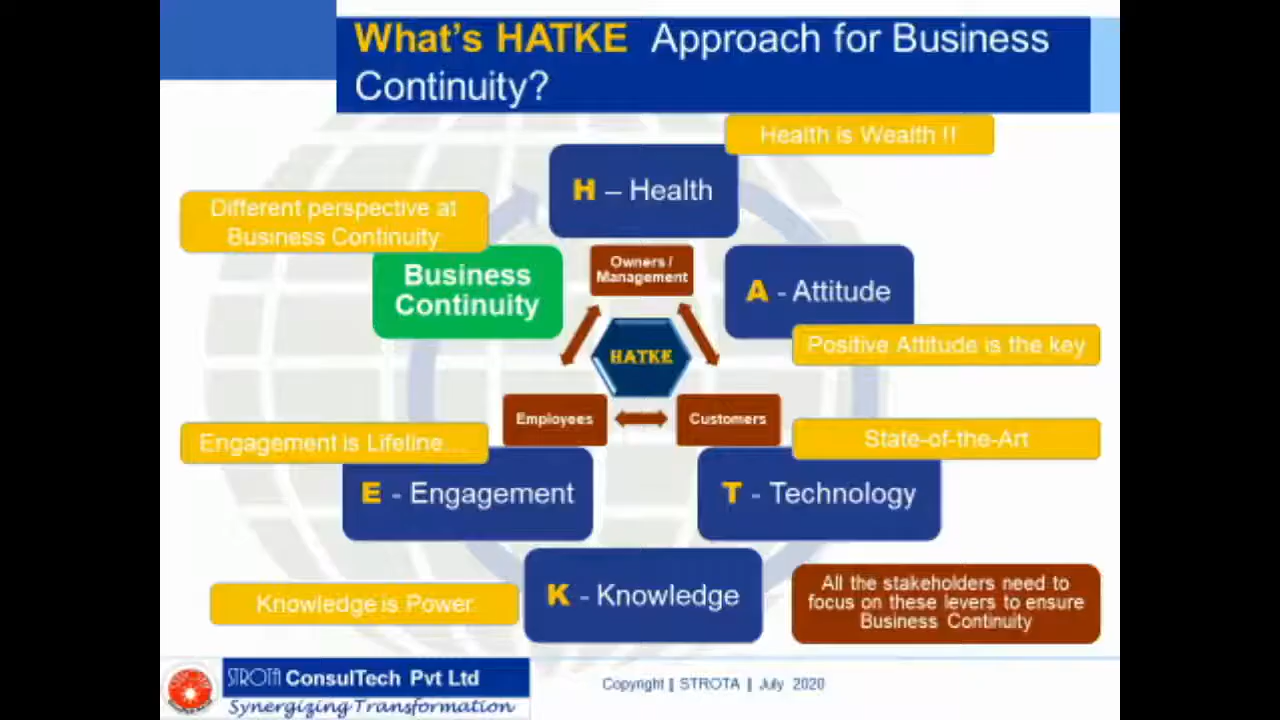 What's HATKE Approach for Business
Continuity?
Health is Wealth !!
H – Health
Different perspective at
Business Continuity
Business
Continuity
Owners /
Management
A - Attitude
Positive Attitude is the key
HATKE
Employees
Customers
Engagement is Lifeline...
State-of-the-Art
E - Engagement
T - Technology
Knowledge is Power
K - Knowledge
All the stakeholders need to
focus on these levers to ensure
Business Continuity
STROTA ConsulTech Pvt Ltd
Synergizing Transformation
Copyright || STROTA || July 2020